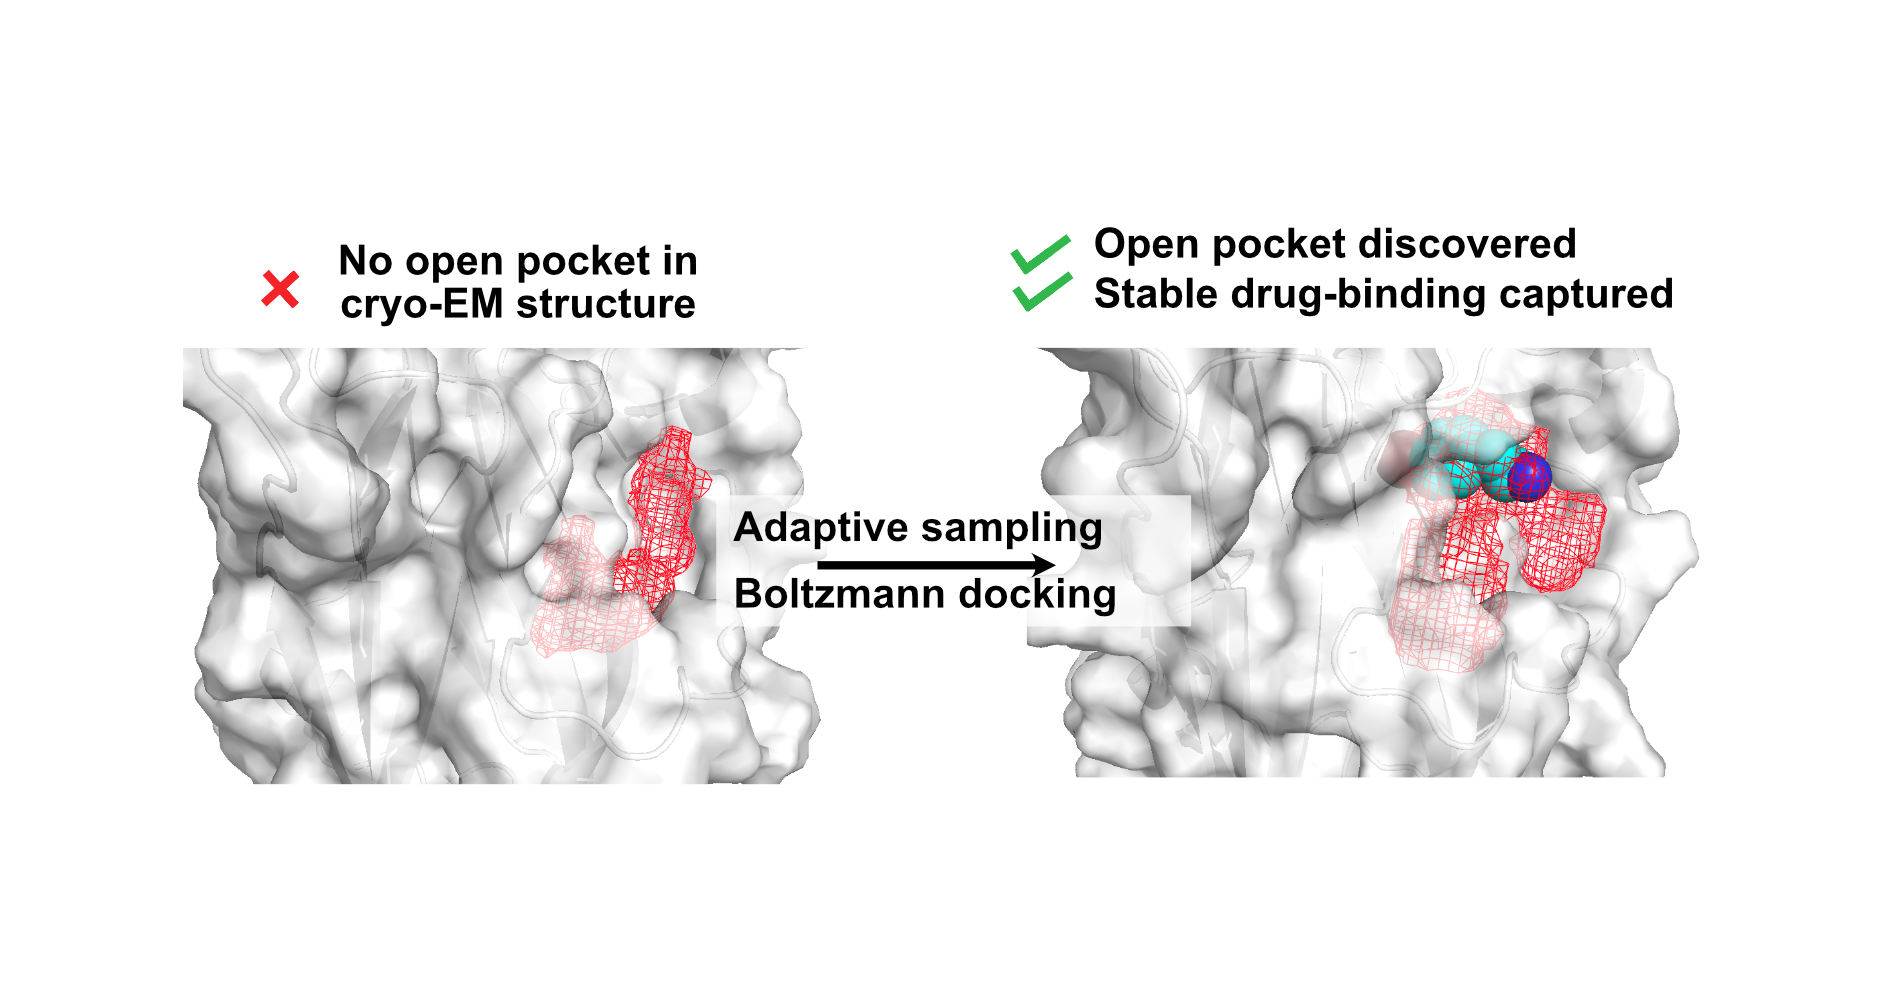 No open pocket in
cryo-EM structure
Open pocket discovered
Stable drug-binding captured
Adaptive sampling
Boltzmann docking